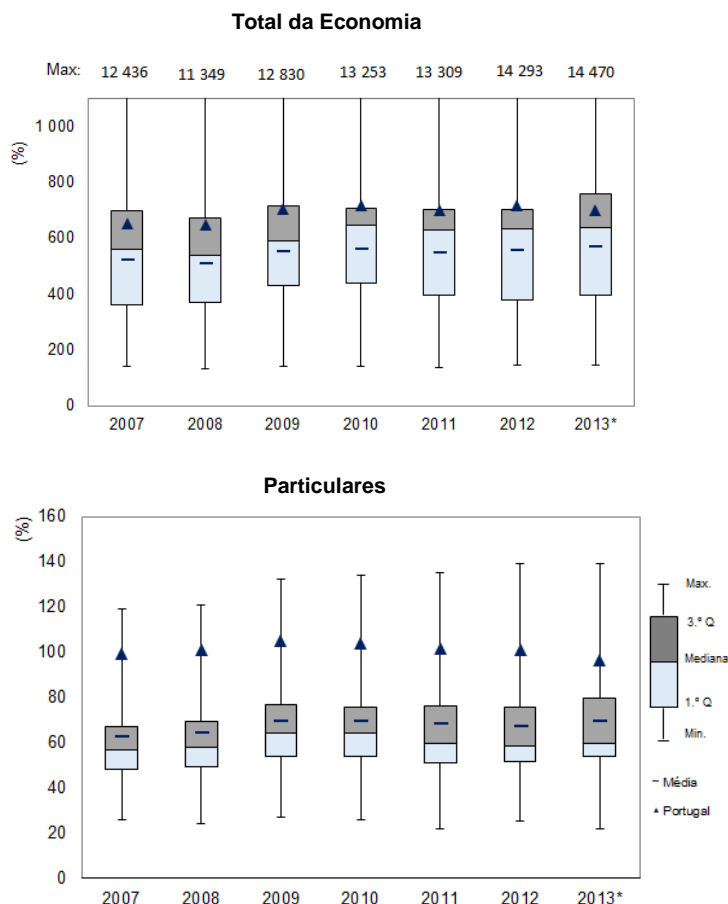 Total da Economia
Max: 12 436 11 349 12 830 13 253 13 309 14 293 14 470
(%)
1 000
800
600
400
200
0
2007 2008 2009 2010 2011 2012 2013*
Particulares
(%)
160
140
120
100
80
60
40
20
0
2007 2008 2009 2010 2011 2012 2013*
Max.
3.º Q
Mediana
1.º Q
Min.
Média
Portugal